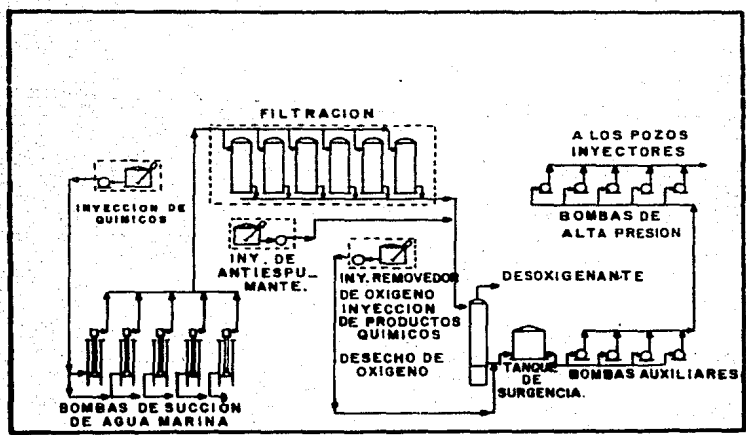 FILTRACION
A LOS POZOS
INYECTORES
INYECCION DE
QUIMICOS
BOMBAS DE
ALTA PRESION
INY. DE
ANTIESPU_
MANTE.
INY. REMOVEDOR
DE OXIGENO
INYECCION
DE PRODUCTOS
QUIMICOS
DESECHO DE
OXIGENO
DESOXIGENANTE
TANQUE
DE
SURGENCIA.
BOMBAS AUXILIARES
BOMBAS DE SUCCION
DE AGUA MARINA